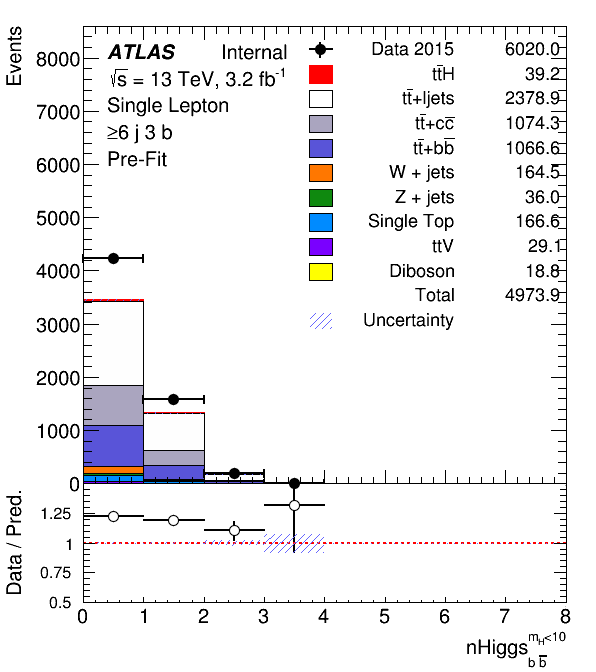 Events
ATLAS Internal
√s = 13 TeV, 3.2 fb⁻¹
Single Lepton
≥6 j 3 b
Pre-Fit
Data 2015 6020.0
tt̄H 39.2
tt̄+ljets 2378.9
tt̄+cc̄ 1074.3
tt̄+bb̄ 1066.6
W + jets 164.5
Z + jets 36.0
Single Top 166.6
ttV 29.1
Diboson 18.8
Total 4973.9
Uncertainty
8000
7000
6000
5000
4000
3000
2000
1000
0
Data / Pred.
1.25
1
0.75
0.5
0 1 2 3 4 5 6 7 8
nHiggs m_H<10 b b̄